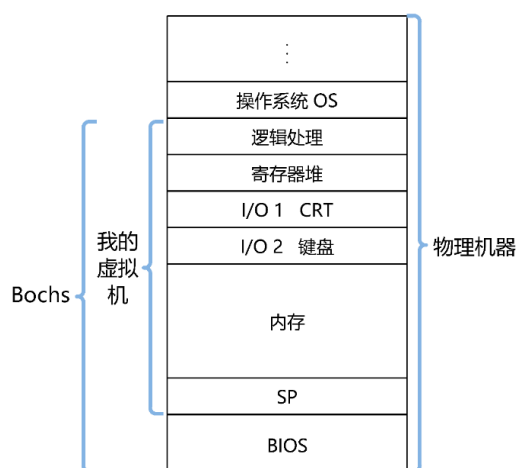 ⋮
操作系统 OS
逻辑处理
寄存器堆
I/O 1 CRT
I/O 2 键盘
内存
SP
BIOS
我的
虚拟
机
Bochs
物理机器